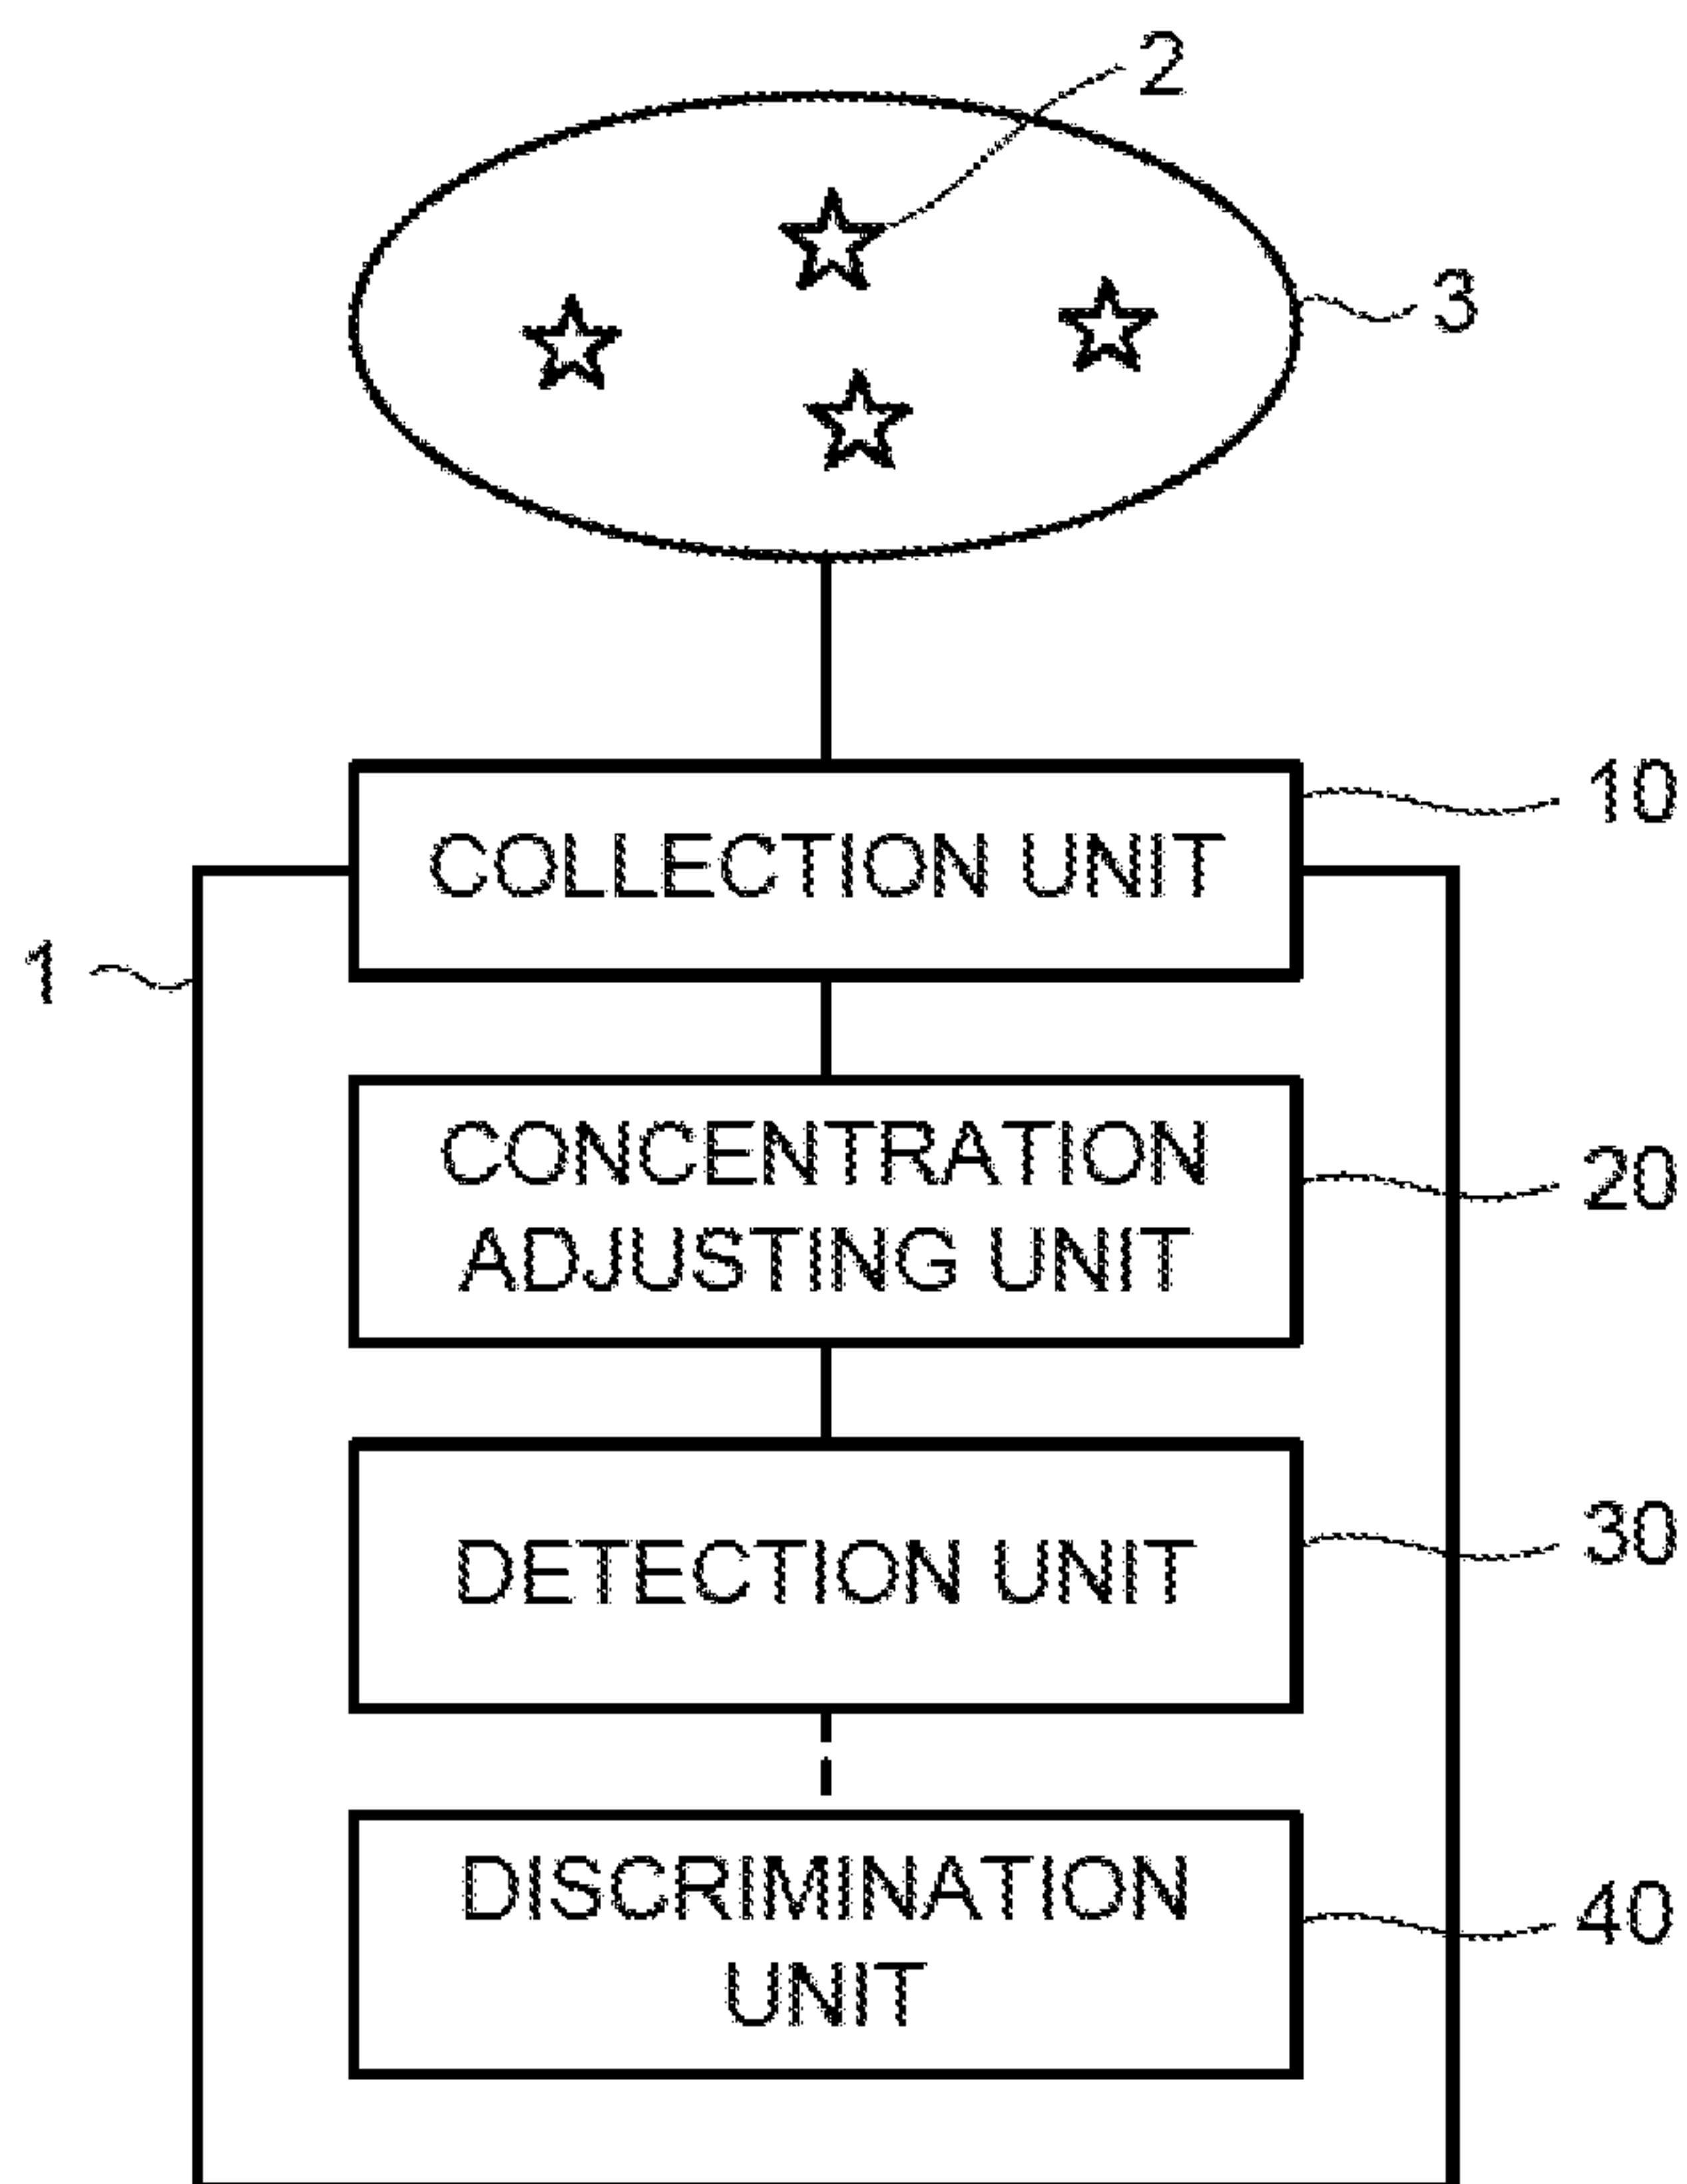 2
3
10
COLLECTION UNIT
1
CONCENTRATION
ADJUSTING UNIT
20
30
DETECTION UNIT
DISCRIMINATION
UNIT
40